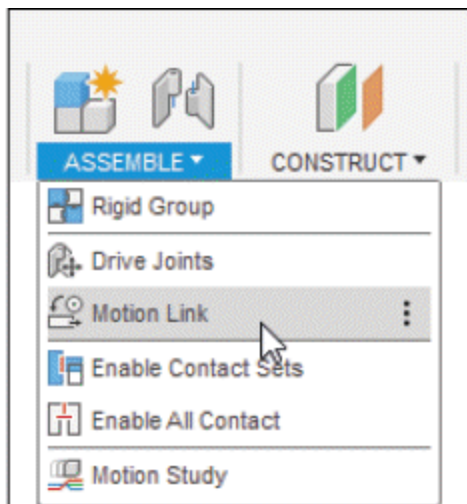 ASSEMBLE CONSTRUCT
Rigid Group
Drive Joints
Motion Link
Enable Contact Sets
Enable All Contact
Motion Study